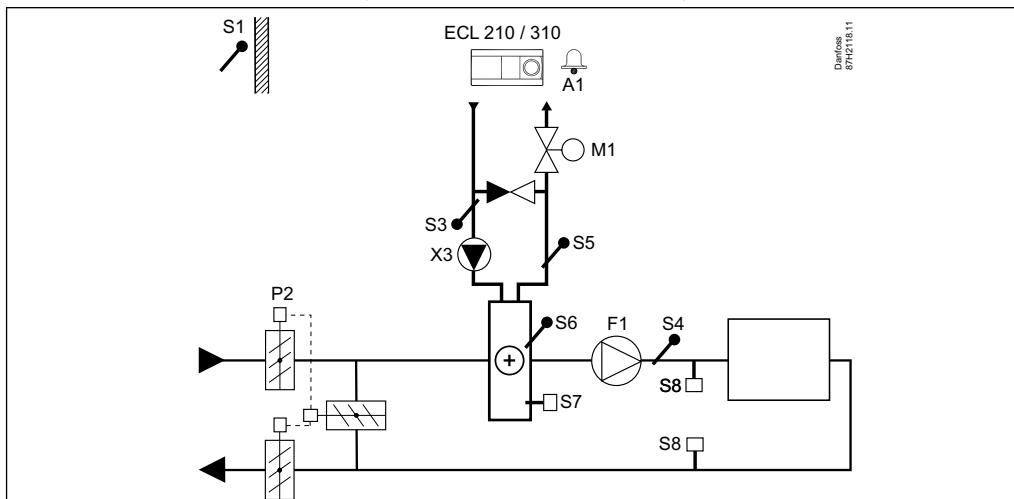 S1
ECL 210 / 310
A1
Danfoss
87H2118.11
M1
S3
X3
S5
P2
S6
F1
S4
S8
S7
S8